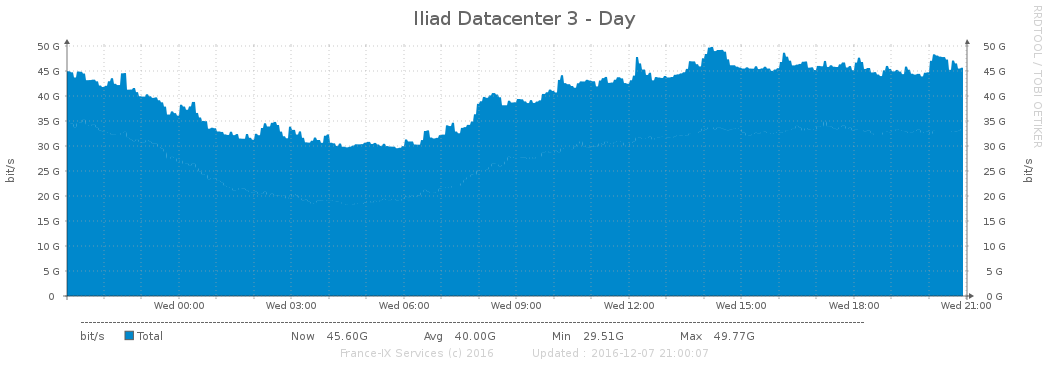 Iliad Datacenter 3 - Day
RRDTOOL / TOBI OETIKER
bit/s
50 G 50 G
45 G 45 G
40 G 40 G
35 G 35 G
30 G 30 G
25 G 25 G
20 G 20 G
15 G 15 G
10 G 10 G
5 G 5 G
0 0 G
bit/s
Wed 00:00 Wed 03:00 Wed 06:00 Wed 09:00 Wed 12:00 Wed 15:00 Wed 18:00 Wed 21:00
bit/s Total Now 45.60G Avg 40.00G Min 29.51G Max 49.77G
France-IX Services (c) 2016 Updated : 2016-12-07 21:00:07